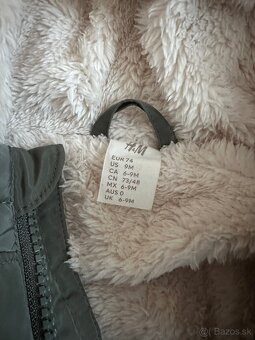 H&M
EUR 74
US 9M
CA 6-9M
CN 73/48
MX 6-9M
AUS 0
UK 6-9M
Bazos.sk